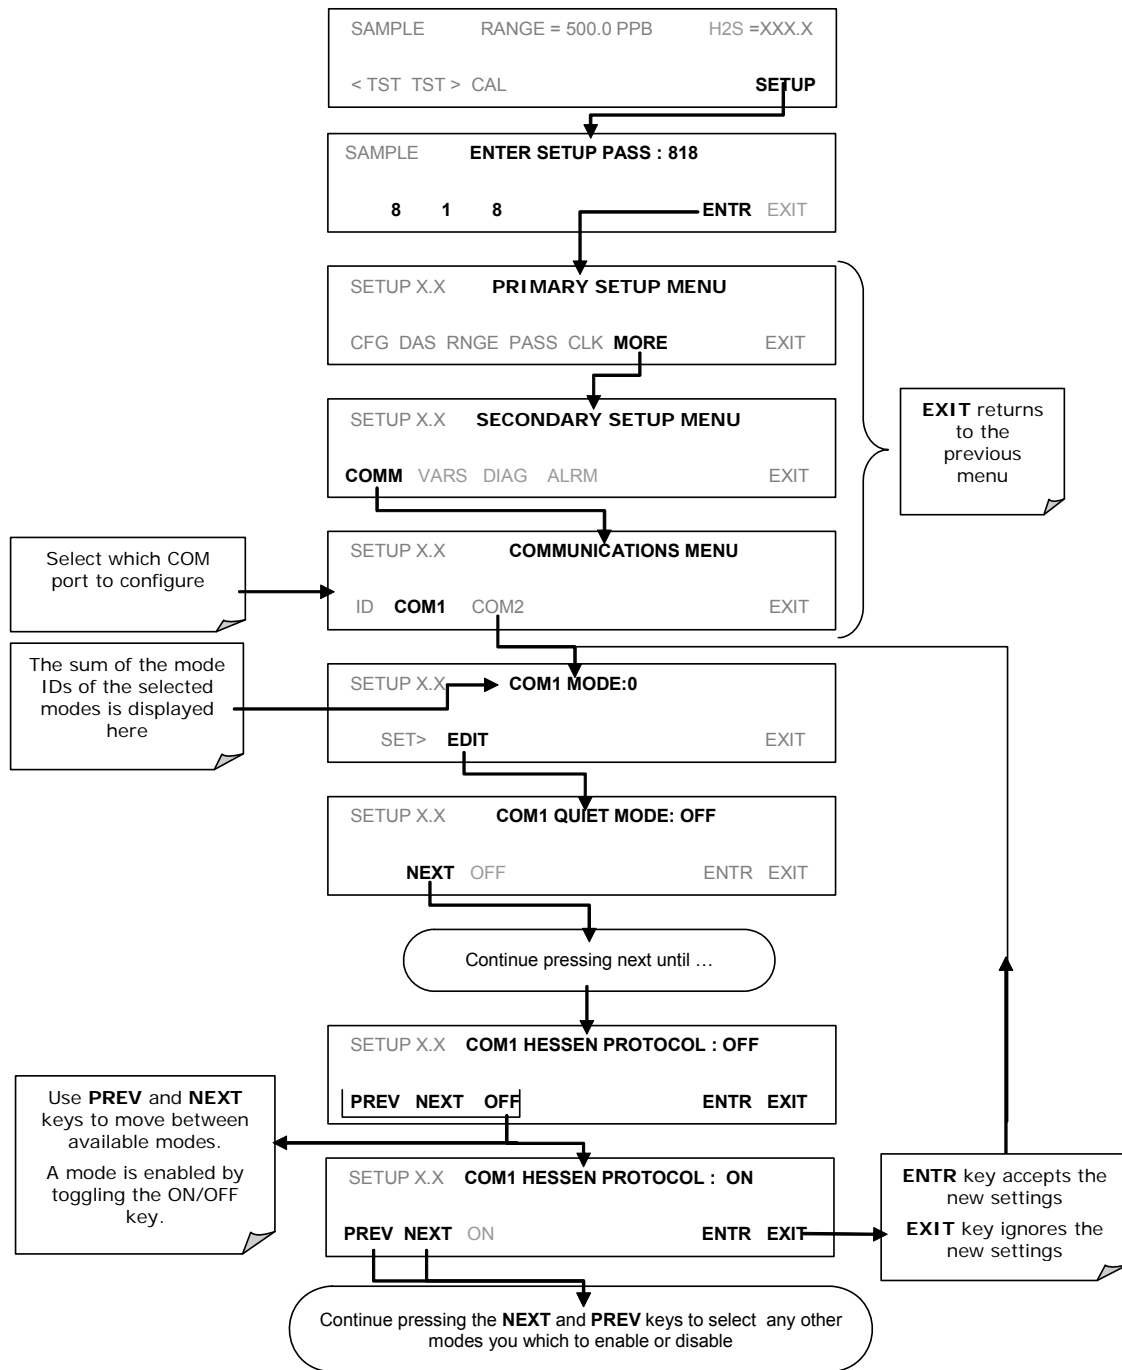 SAMPLE RANGE = 500.0 PPB H2S =XXX.X
< TST TST > CAL SETUP
SAMPLE ENTER SETUP PASS : 818
8 1 8 ENTR EXIT
SETUP X.X PRIMARY SETUP MENU
CFG DAS RNGE PASS CLK MORE EXIT
SETUP X.X SECONDARY SETUP MENU
COMM VARS DIAG ALRM EXIT
EXIT returns
to the
previous
menu
Select which COM
port to configure
SETUP X.X COMMUNICATIONS MENU
ID COM1 COM2 EXIT
The sum of the mode
IDs of the selected
modes is displayed
here
SETUP X.X COM1 MODE:0
SET> EDIT EXIT
SETUP X.X COM1 QUIET MODE: OFF
NEXT OFF ENTR EXIT
Continue pressing next until …
SETUP X.X COM1 HESSEN PROTOCOL : OFF
PREV NEXT OFF ENTR EXIT
Use PREV and NEXT
keys to move between
available modes.
A mode is enabled by
toggling the ON/OFF
key.
SETUP X.X COM1 HESSEN PROTOCOL : ON
PREV NEXT ON ENTR EXIT
ENTR key accepts the
new settings
EXIT key ignores the
new settings
Continue pressing the NEXT and PREV keys to select any other
modes you which to enable or disable